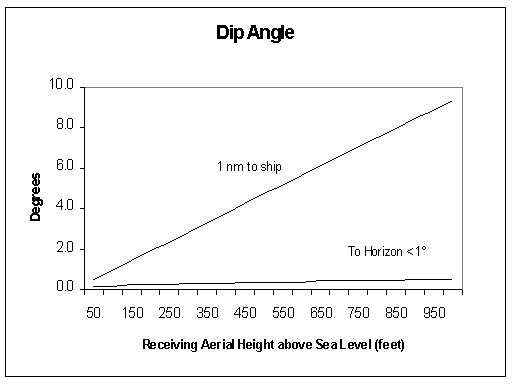 Dip Angle
10.0
8.0
6.0
4.0
2.0
0.0
Degrees
1 nm to ship
To Horizon <1°
50 150 250 350 450 550 650 750 850 950
Receiving Aerial Height above Sea Level (feet)